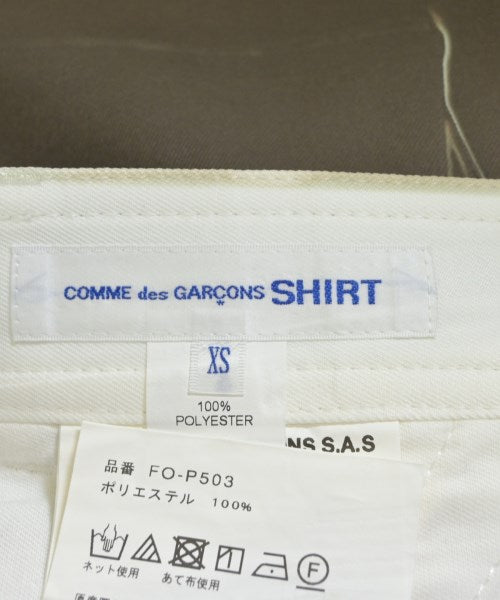 COMME des GARÇONS SHIRT
XS
100%
POLYESTER
NS S.A.S
品番 FO-P503
ポリエステル 100%
F
ネット使用 あて布使用